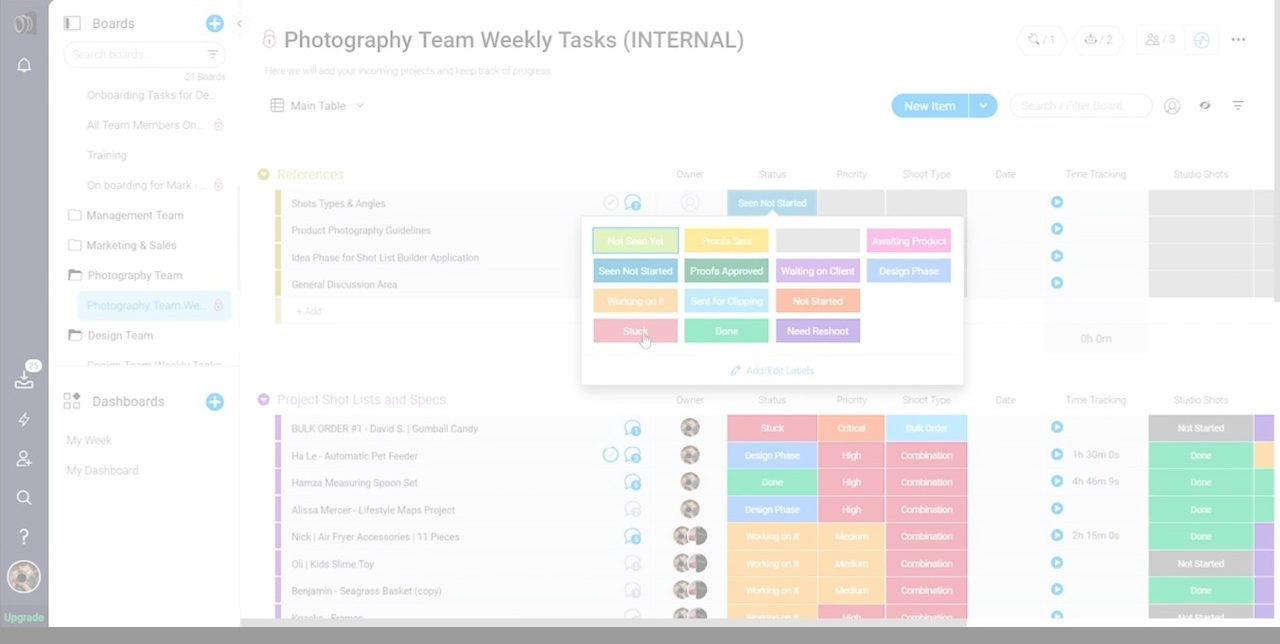 Boards
Search boards...
21 Boards
Onboarding Tasks for De...
All Team Members On...
Training
On boarding for Mark - ...
Management Team
Marketing & Sales
Photography Team
Photography Team We...
Design Team
Design Team Weekly Tasks
Dashboards
My Week
My Dashboard
25
Upgrade
Photography Team Weekly Tasks (INTERNAL)
/ 1
/ 2
/ 3
Here we will add your incoming projects and keep track of progress.
Main Table
New Item
Search / Filter Board
References Owner Status Priority Shoot Type Date Time Tracking Studio Shots
Shots Types & Angles 2 Seen Not Started
Product Photography Guidelines
Idea Phase for Shot List Builder Application
General Discussion Area
+ Add
0h 0m
Not Seen Yet Proofs Sent Awaiting Product
Seen Not Started Proofs Approved Waiting on Client Design Phase
Working on it Sent for Clipping Not Started
Stuck Done Need Reshoot
Add/Edit Labels
Project Shot Lists and Specs Owner Status Priority Shoot Type Date Time Tracking Studio Shots
BULK ORDER #1 - David S. | Gumball Candy Stuck Critical Bulk Order Not Started
Ha Le - Automatic Pet Feeder Design Phase High Combination 1h 30m 0s Done
Hamza Measuring Spoon Set Done High Combination 4h 46m 9s Done
Alissa Mercer - Lifestyle Maps Project Design Phase High Combination Done
Nick | Air Fryer Accessories | 11 Pieces Working on it Medium Combination 2h 15m 0s Done
Oli | Kids Slime Toy Working on it Medium Combination Not Started
Benjamin - Seagrass Basket (copy) Working on it Medium Combination Done
High Combination Not Started